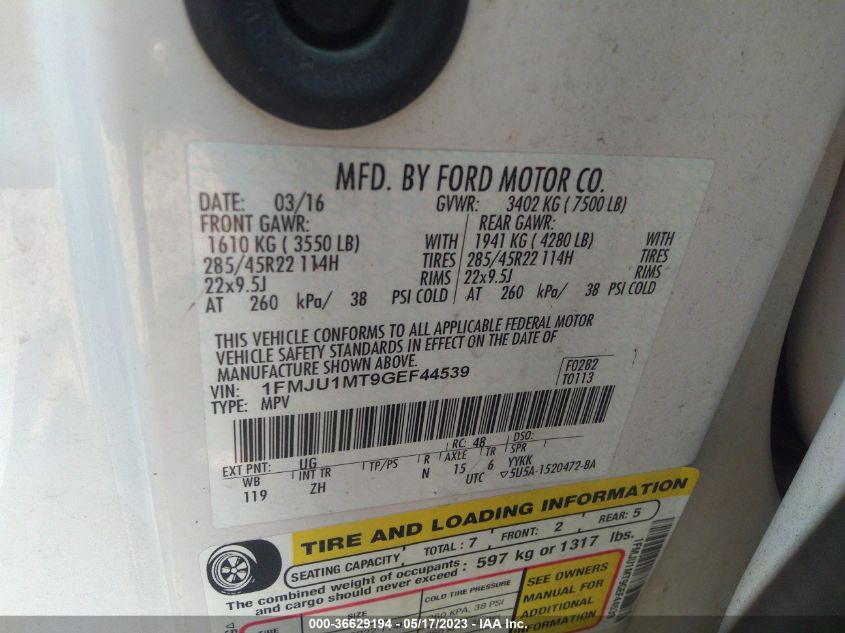 MFD. BY FORD MOTOR CO.
DATE: 03/16 GVWR: 3402 KG ( 7500 LB)
FRONT GAWR: REAR GAWR:
1610 KG ( 3550 LB) WITH 1941 KG ( 4280 LB) WITH
285/45R22 114H TIRES 285/45R22 114H TIRES
22x9.5J RIMS 22x9.5J RIMS
AT 260 kPa/ 38 PSI COLD AT 260 kPa/ 38 PSI COLD
THIS VEHICLE CONFORMS TO ALL APPLICABLE FEDERAL MOTOR
VEHICLE SAFETY STANDARDS IN EFFECT ON THE DATE OF
MANUFACTURE SHOWN ABOVE.
VIN: 1FMJU1MT9GEF44539
TYPE: MPV
F0282
T0113
EXT PNT: UG RC: 48 DSO:
WB INT TR TP/PS R AXLE TR SPR
119 ZH N 15 6 YYKK
UTC ▽5U5A-1520472-BA
TIRE AND LOADING INFORMATION
SEATING CAPACITY TOTAL : 7 FRONT: 2 REAR: 5
The combined weight of occupants
and cargo should never exceed : 597 kg or 1317 lbs.
SIZE COLD TIRE PRESSURE
KPA, 38 PSI
SEE OWNERS
MANUAL FOR
ADDITIONAL
INFORMATION
000-36629194 - 05/17/2023 - IAA Inc.